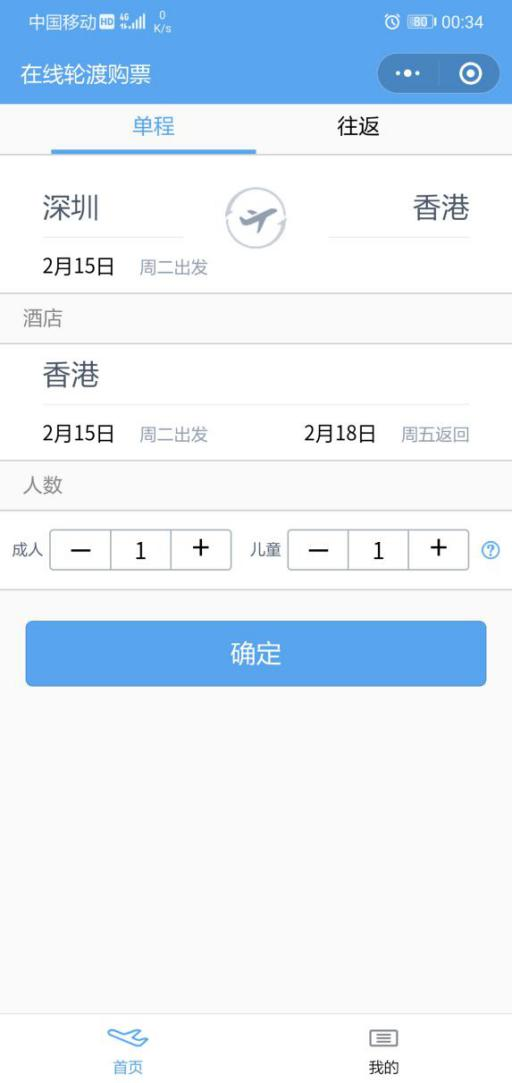 中国移动 HD 4G 0 K/s 80 00:34
在线轮渡购票
单程 往返
深圳 香港
2月15日 周二出发
酒店
香港
2月15日 周二出发 2月18日 周五返回
人数
成人 — 1 + 儿童 — 1 + ?
确定
首页 我的